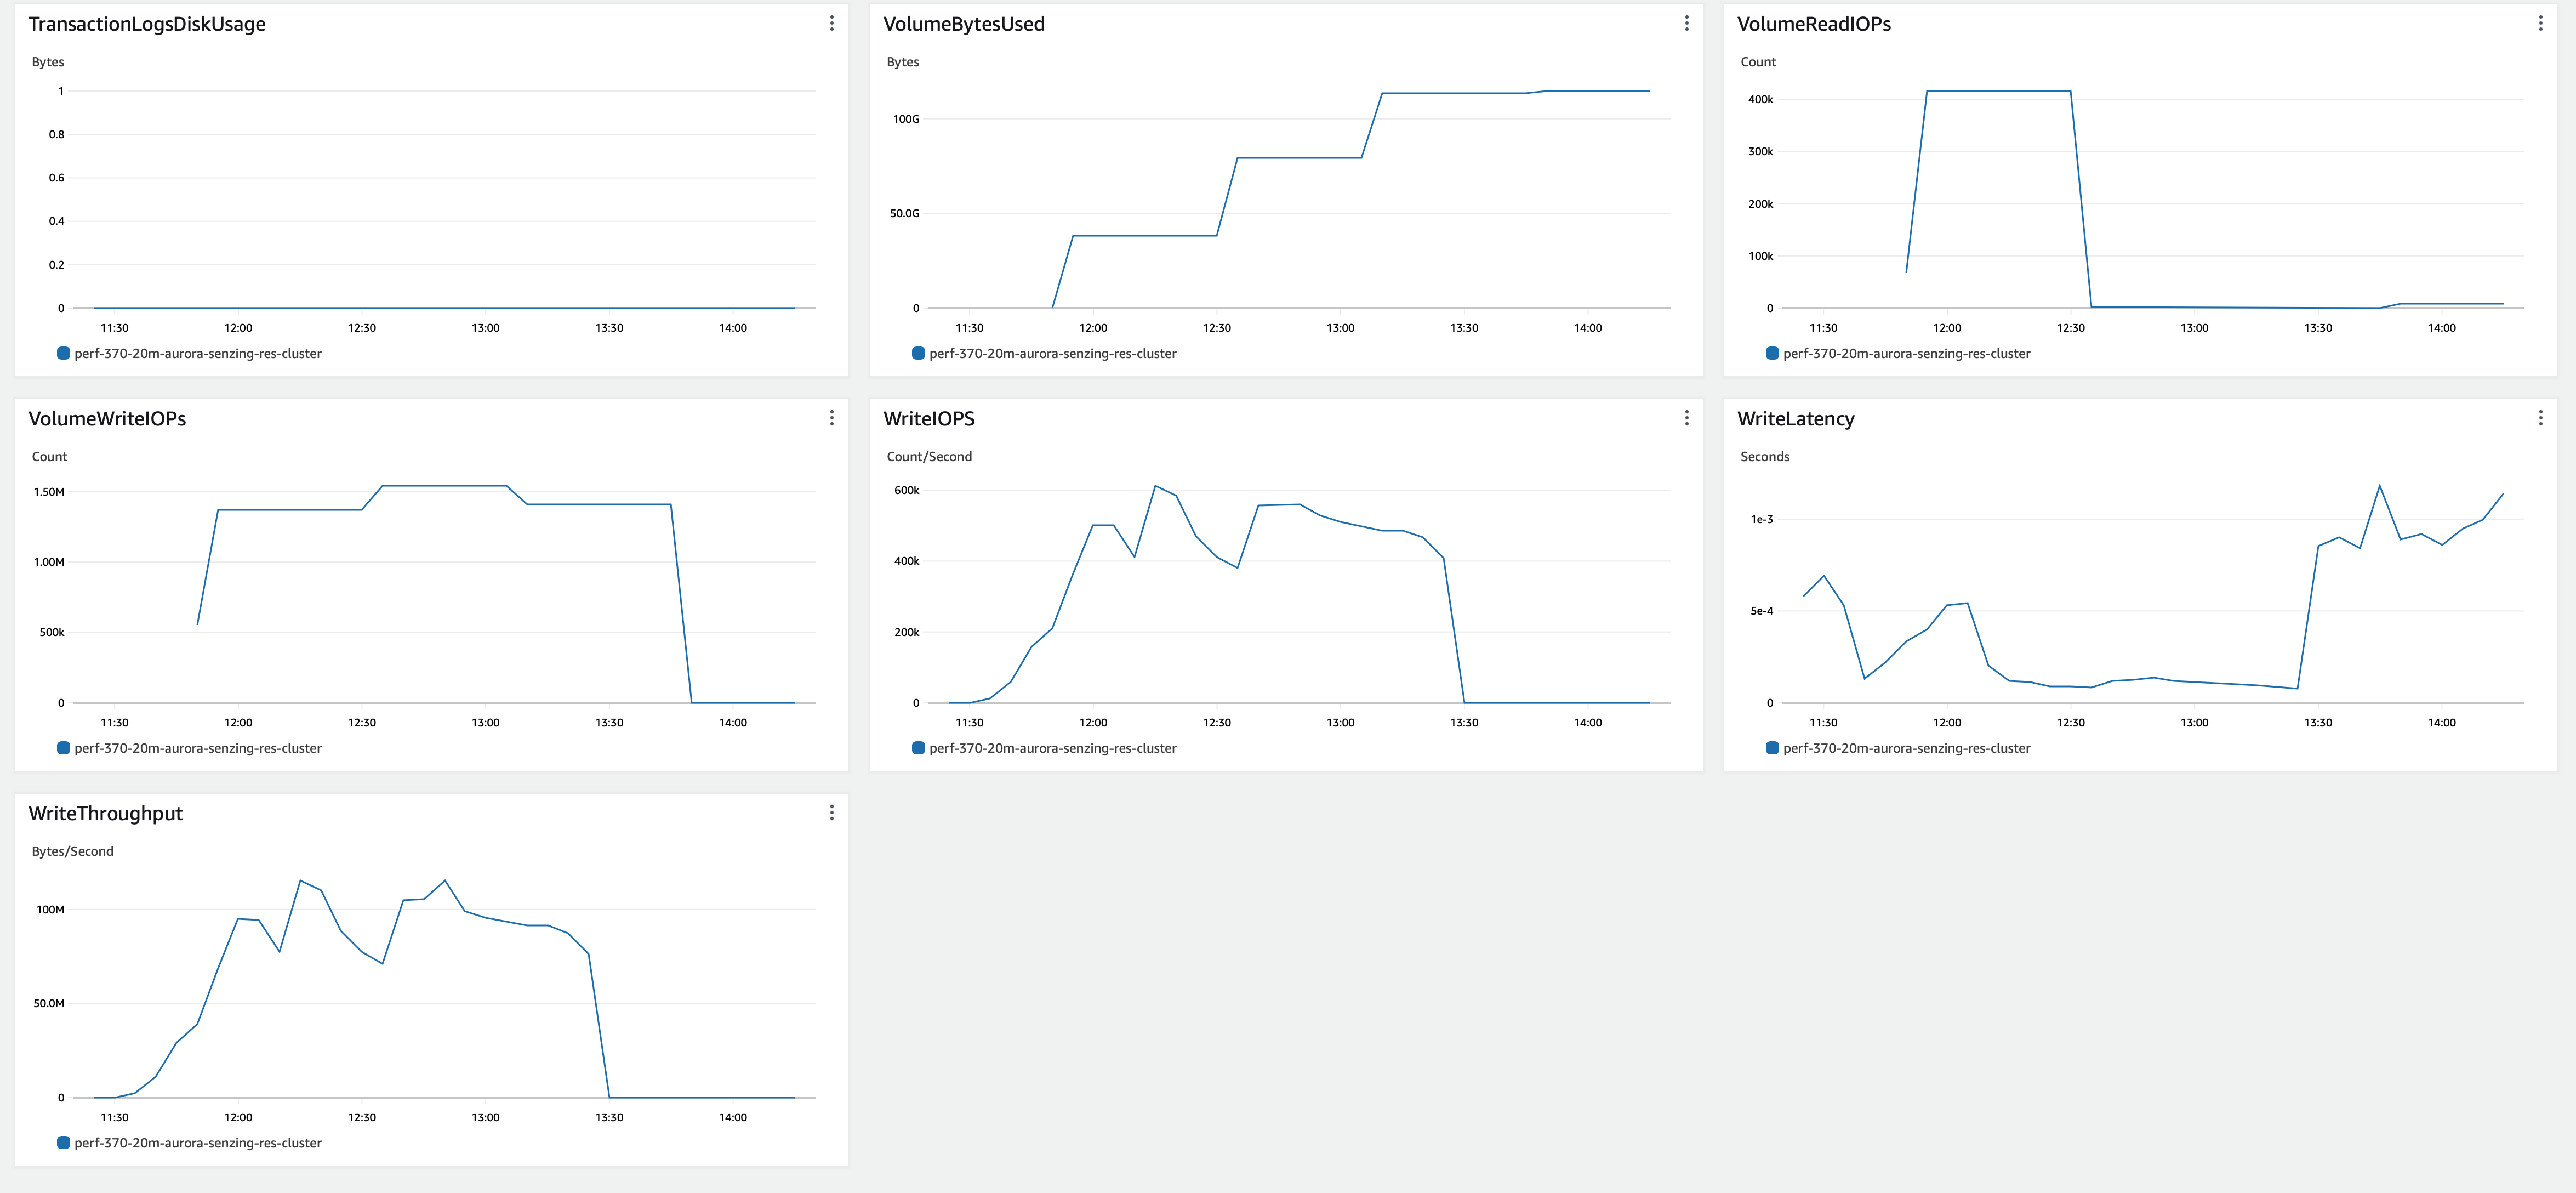 TransactionLogsDiskUsage
Bytes
1
0.8
0.6
0.4
0.2
0
11:30 12:00 12:30 13:00 13:30 14:00
perf-370-20m-aurora-senzing-res-cluster
VolumeBytesUsed
Bytes
100G
50.0G
0
11:30 12:00 12:30 13:00 13:30 14:00
perf-370-20m-aurora-senzing-res-cluster
VolumeReadIOPs
Count
400k
300k
200k
100k
0
11:30 12:00 12:30 13:00 13:30 14:00
perf-370-20m-aurora-senzing-res-cluster
VolumeWriteIOPs
Count
1.50M
1.00M
500k
0
11:30 12:00 12:30 13:00 13:30 14:00
perf-370-20m-aurora-senzing-res-cluster
WriteIOPS
Count/Second
600k
400k
200k
0
11:30 12:00 12:30 13:00 13:30 14:00
perf-370-20m-aurora-senzing-res-cluster
WriteLatency
Seconds
1e-3
5e-4
0
11:30 12:00 12:30 13:00 13:30 14:00
perf-370-20m-aurora-senzing-res-cluster
WriteThroughput
Bytes/Second
100M
50.0M
0
11:30 12:00 12:30 13:00 13:30 14:00
perf-370-20m-aurora-senzing-res-cluster